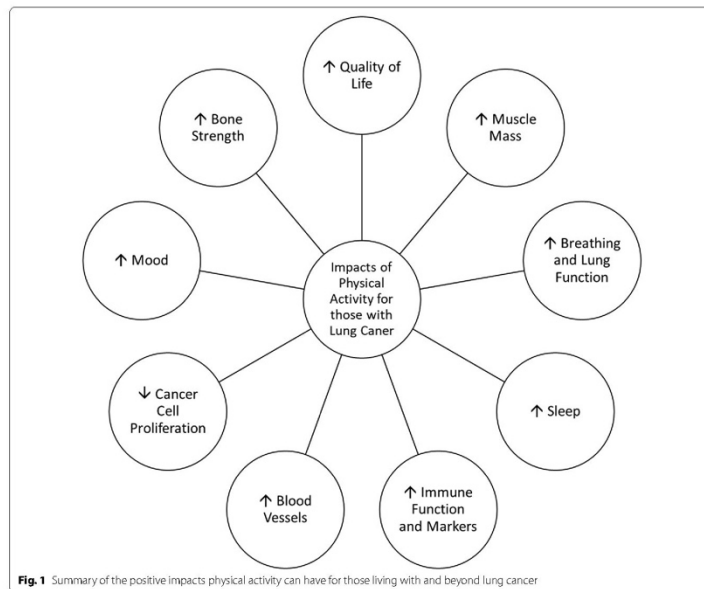 ↑ Quality of
Life
↑ Muscle
Mass
↑ Breathing
and Lung
Function
↑ Sleep
↑ Immune
Function
and Markers
↑ Blood
Vessels
↓ Cancer
Cell
Proliferation
↑ Mood
↑ Bone
Strength
Impacts of
Physical
Activity for
those with
Lung Caner
Fig. 1 Summary of the positive impacts physical activity can have for those living with and beyond lung cancer